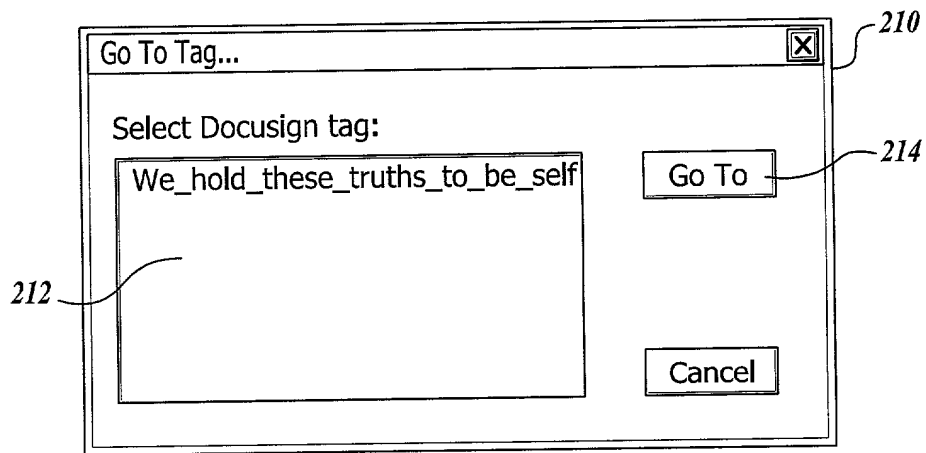 210
Go To Tag...
Select Docusign tag:
214
We_hold_these_truths_to_be_self
Go To
212
Cancel